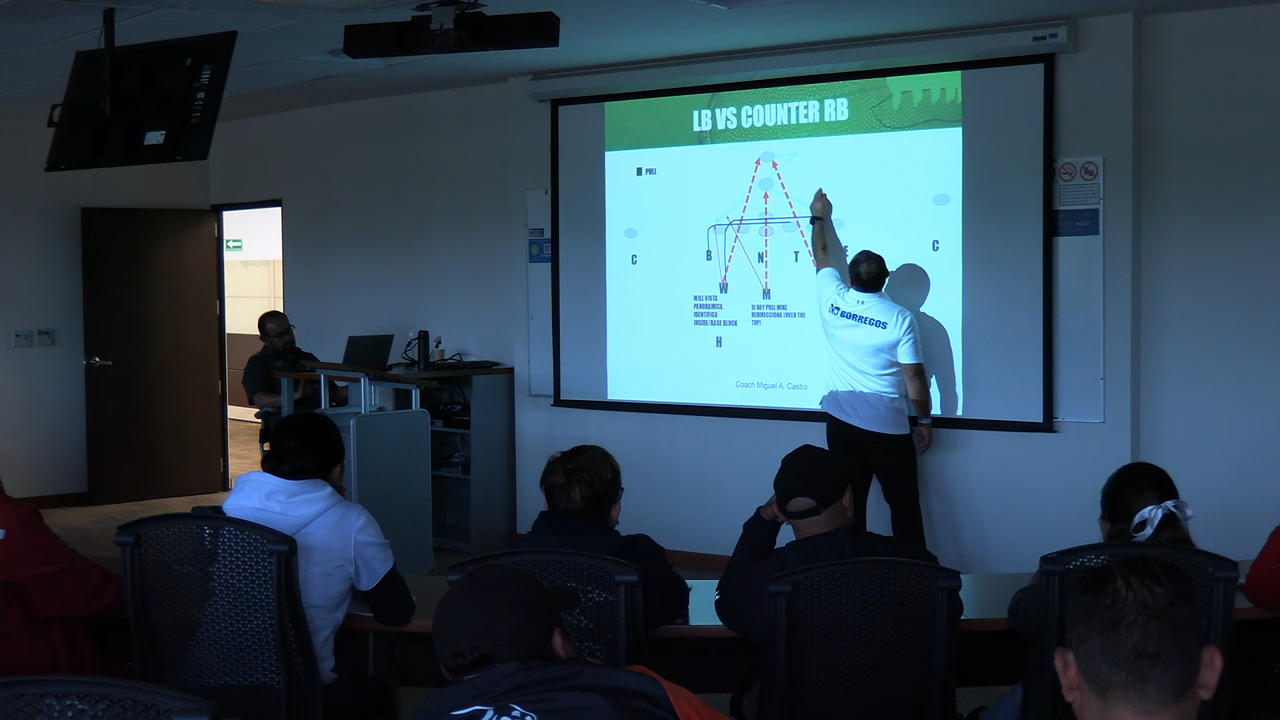 LB VS COUNTER RB
PULL
C
B
N
T
E
C
W
M
WILL VISTA
PANORAMICA.
IDENTIFICA
INSIDE/BASE BLOCK
SI HAY PULL MIKE
REDIRECCIONA (OVER THE
TOP)
H
Coach Miguel A. Castro
BORREGOS